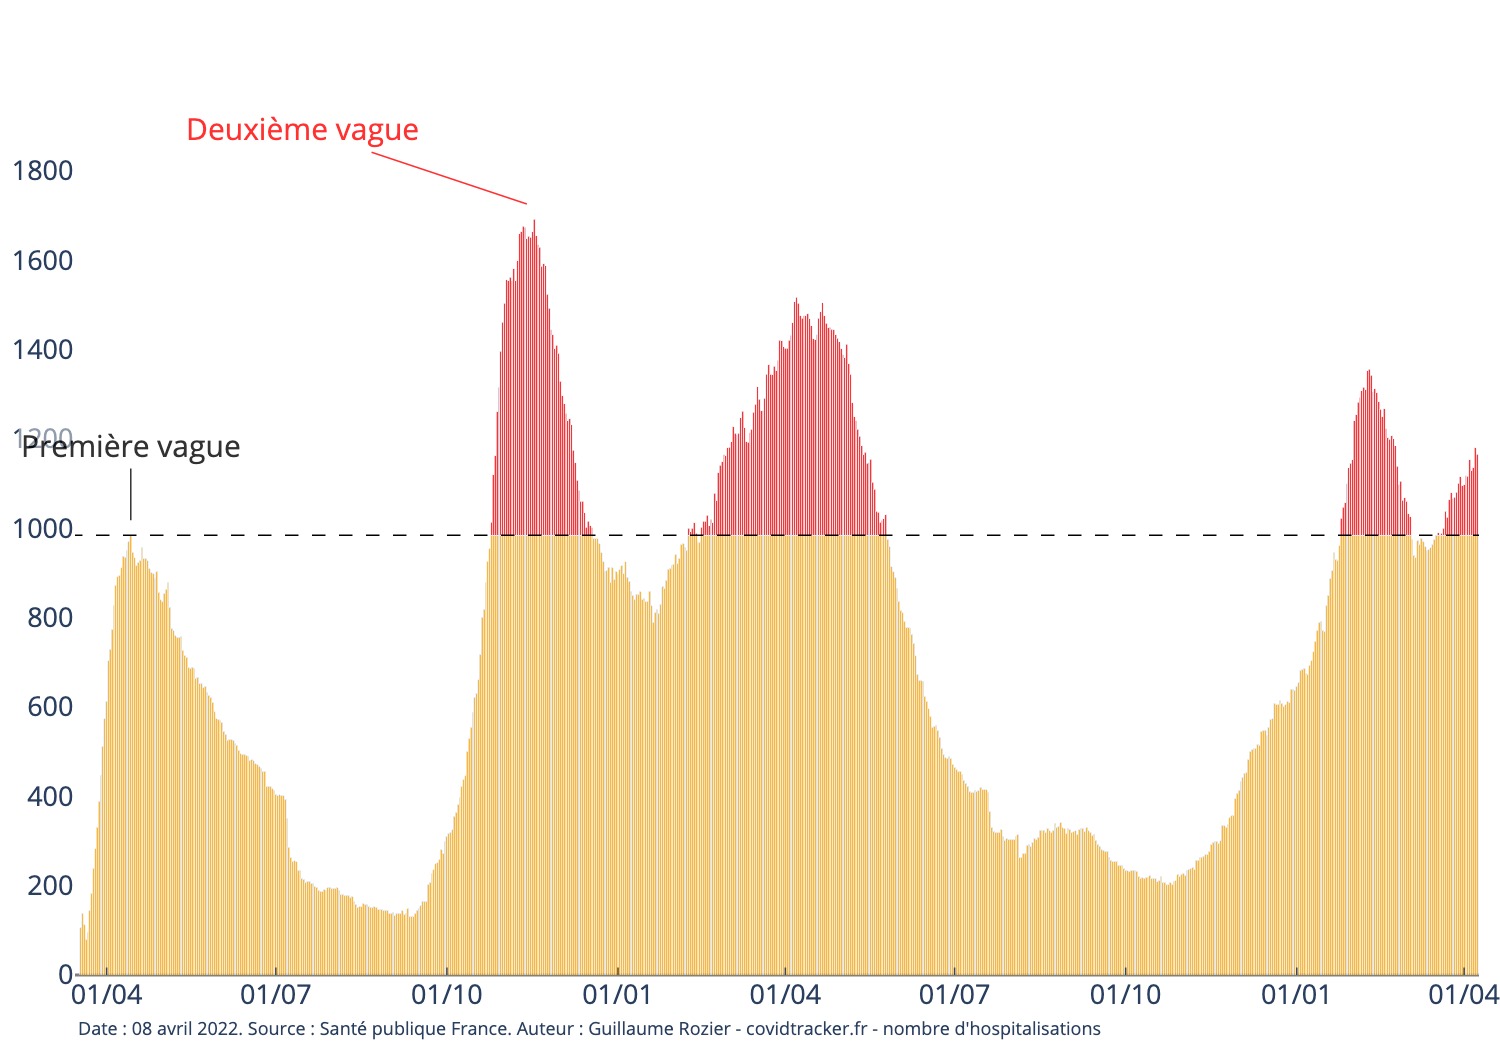 Deuxième vague
1800
1600
1400
1200
Première vague
1000
800
600
400
200
0
01/04 01/07 01/10 01/01 01/04 01/07 01/10 01/01 01/04
Date : 08 avril 2022. Source : Santé publique France. Auteur : Guillaume Rozier - covidtracker.fr - nombre d'hospitalisations